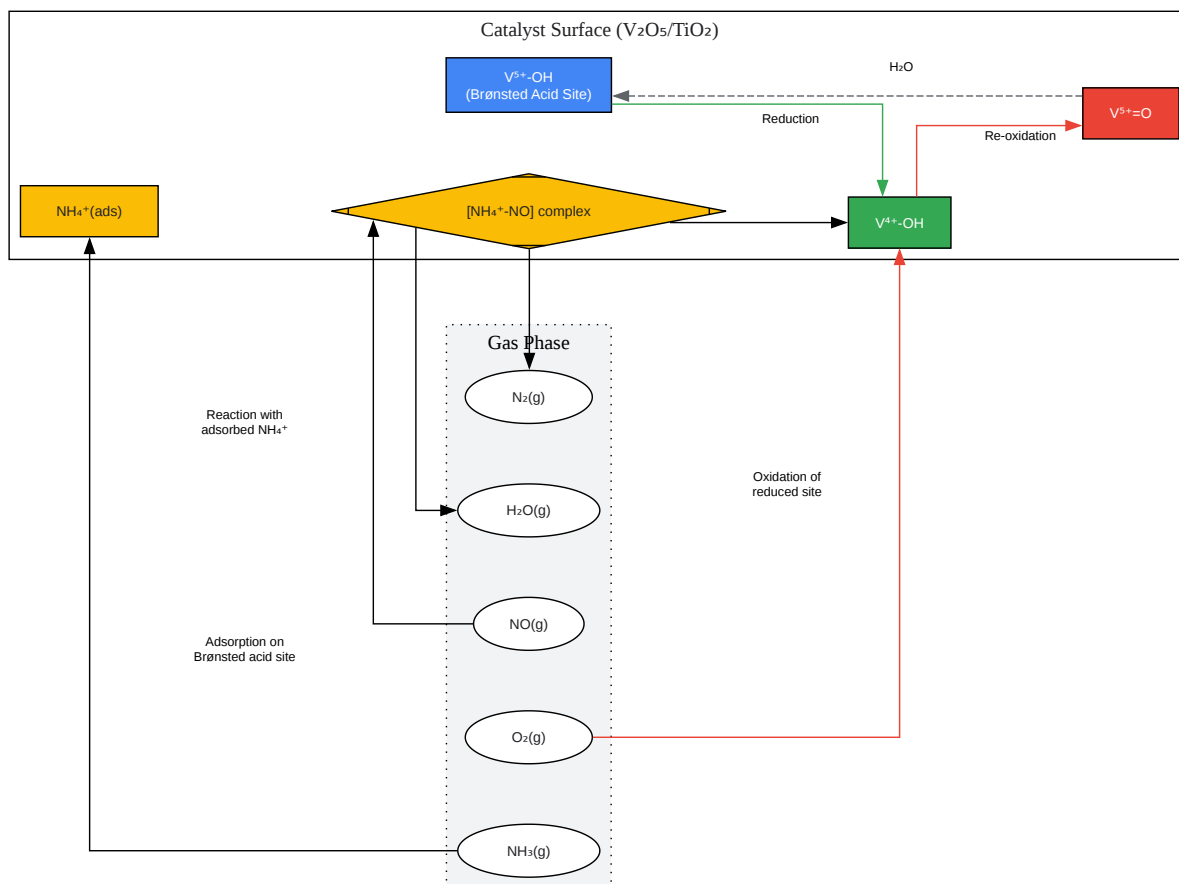 Catalyst Surface (V₂O₅/TiO₂)
V⁵⁺-OH
(Brønsted Acid Site)
H₂O
V⁵⁺=O
Reduction
Re-oxidation
NH₄⁺(ads)
[NH₄⁺-NO] complex
V⁴⁺-OH
Gas Phase
N₂(g)
Reaction with
adsorbed NH₄⁺
Oxidation of
reduced site
H₂O(g)
NO(g)
Adsorption on
Brønsted acid site
O₂(g)
NH₃(g)